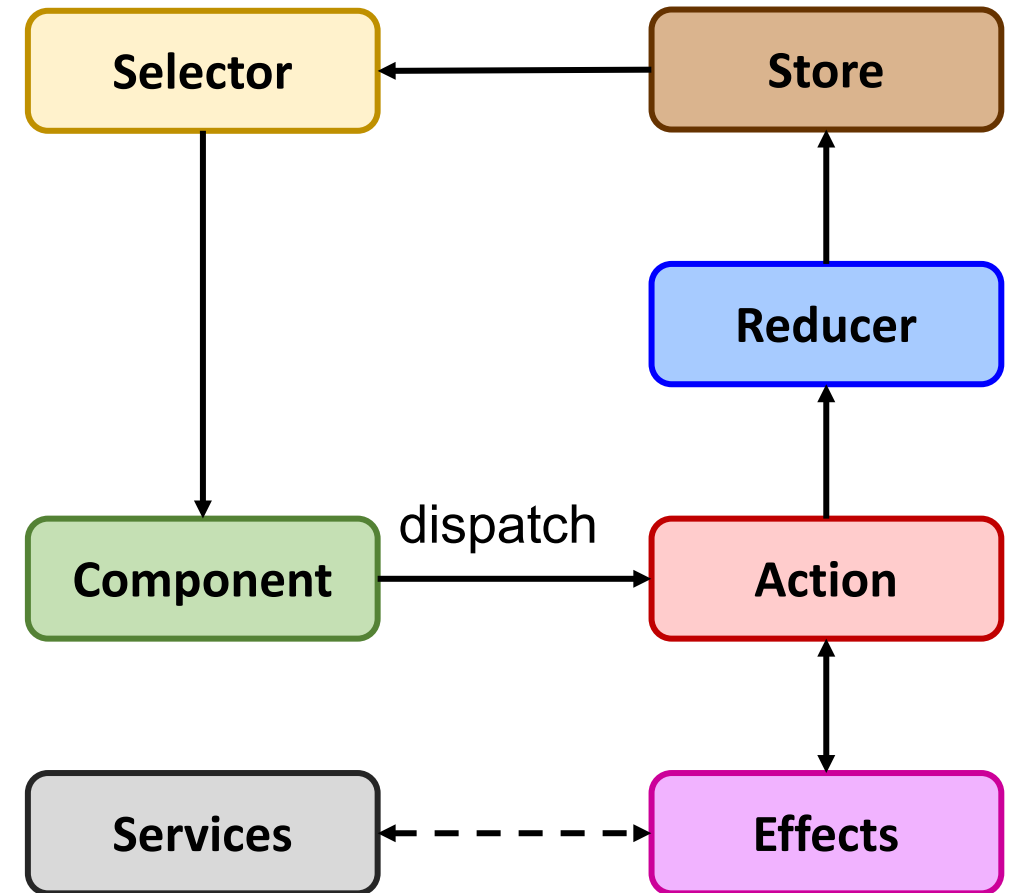 Selector
Store
Reducer
dispatch
Component
Action
Services
Effects